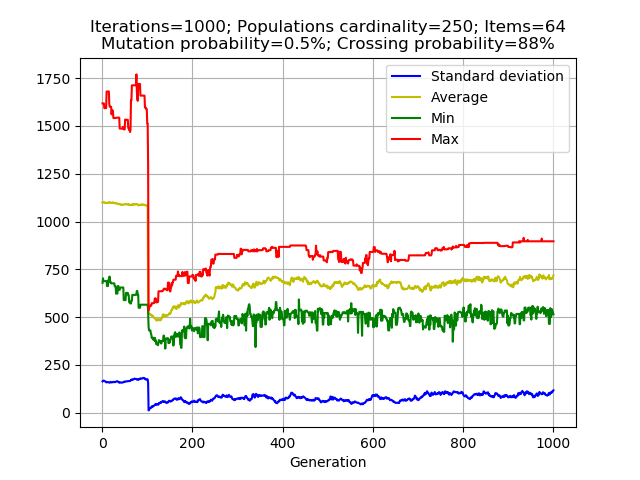 Iterations=1000; Populations cardinality=250; Items=64
Mutation probability=0.5%; Crossing probability=88%
Standard deviation
Average
Min
Max
1750
1500
1250
1000
750
500
250
0
0 200 400 600 800 1000
Generation